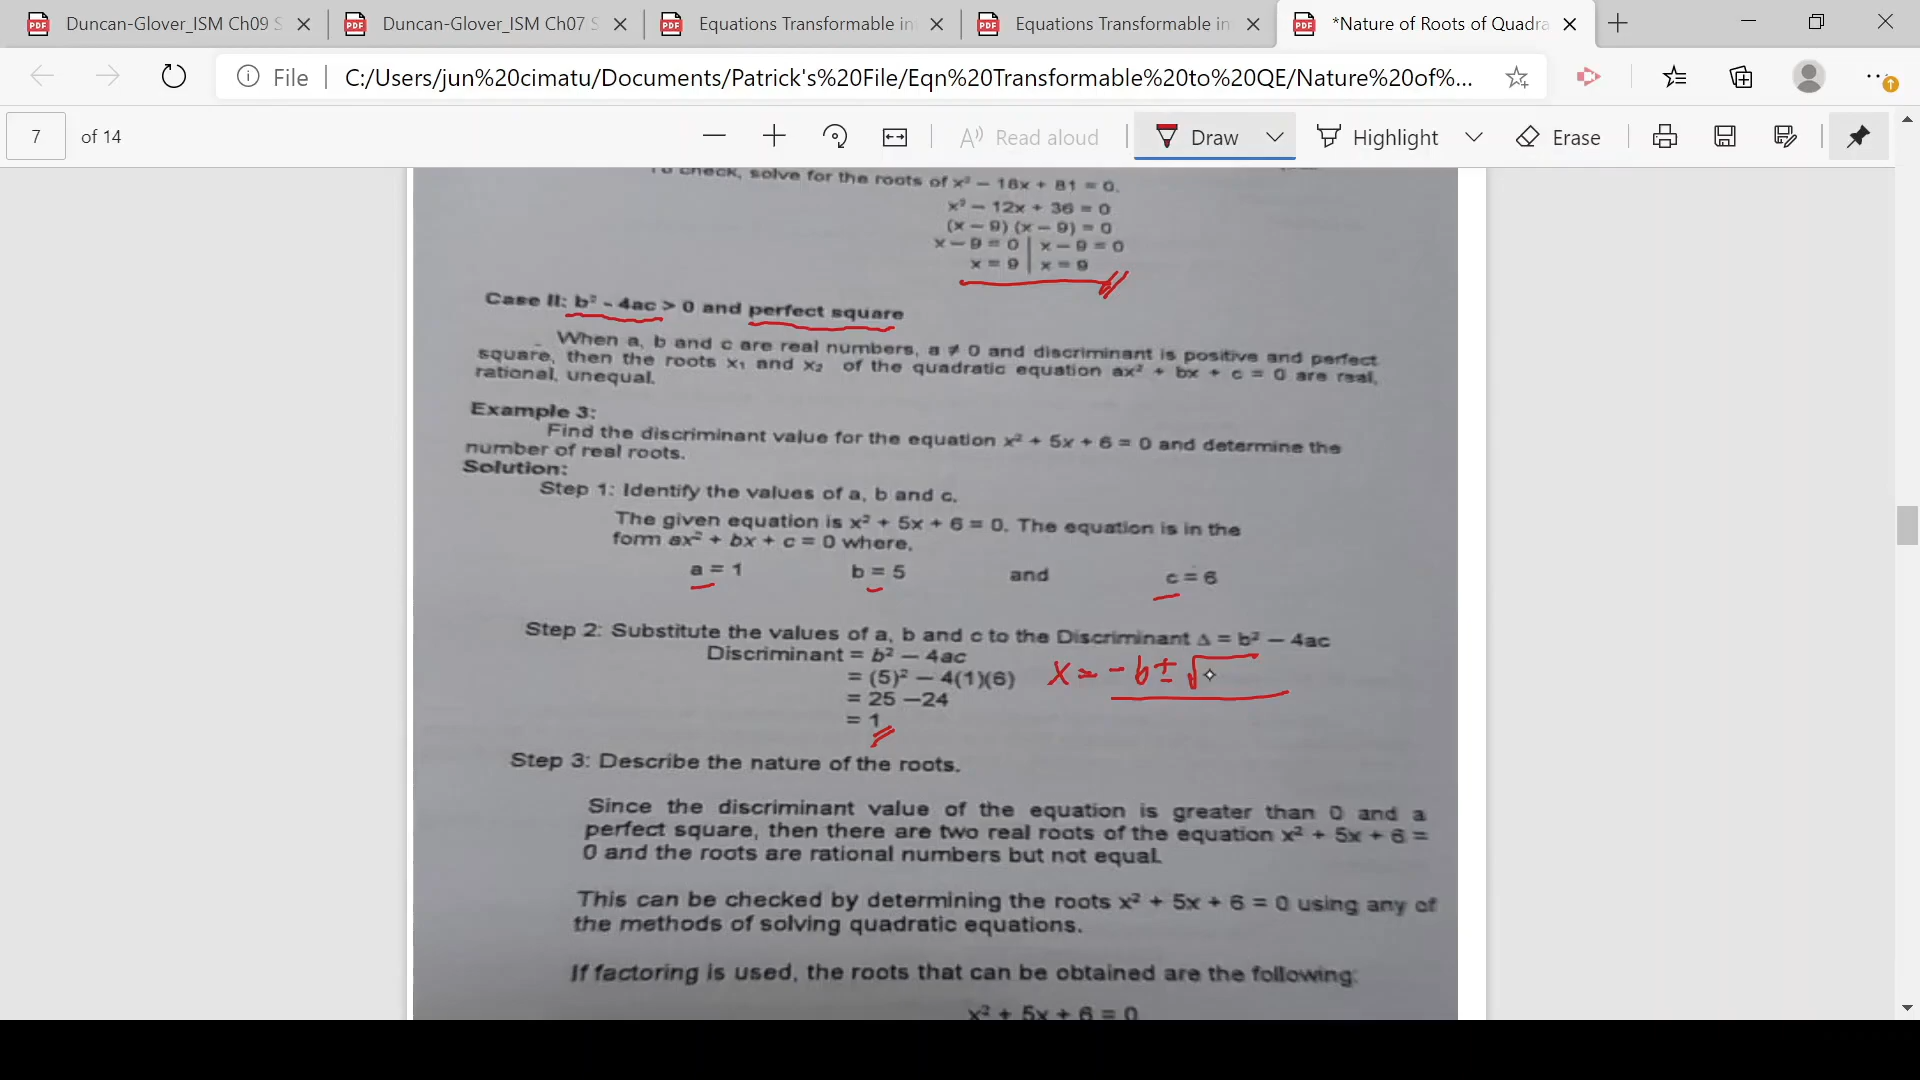 Duncan-Glover_ISM Ch09 S
Duncan-Glover_ISM Ch07 S
Equations Transformable in
Equations Transformable in
*Nature of Roots of Quadra
File
C:/Users/jun%20cimatu/Documents/Patrick's%20File/Eqn%20Transformable%20to%20QE/Nature%20of%...
7 of 14
Read aloud
Draw
Highlight
Erase
To check, solve for the roots of x² – 18x + 81 = 0.
x² – 12x + 36 = 0
(x – 9) (x – 9) = 0
x – 9 = 0 | x – 9 = 0
x = 9 | x = 9
Case II: b² - 4ac > 0 and perfect square
When a, b and c are real numbers, a ≠ 0 and discriminant is positive and perfect
square, then the roots x₁ and x₂ of the quadratic equation ax² + bx + c = 0 are real,
rational, unequal.
Example 3:
Find the discriminant value for the equation x² + 5x + 6 = 0 and determine the
number of real roots.
Solution:
Step 1: Identify the values of a, b and c.
The given equation is x² + 5x + 6 = 0. The equation is in the
form ax² + bx + c = 0 where,
a = 1 b = 5 and c = 6
Step 2: Substitute the values of a, b and c to the Discriminant Δ = b² – 4ac
Discriminant = b² – 4ac
= (5)² – 4(1)(6)
x = -b ± √
= 25 –24
= 1
Step 3: Describe the nature of the roots.
Since the discriminant value of the equation is greater than 0 and a
perfect square, then there are two real roots of the equation x² + 5x + 6 =
0 and the roots are rational numbers but not equal.
This can be checked by determining the roots x² + 5x + 6 = 0 using any of
the methods of solving quadratic equations.
If factoring is used, the roots that can be obtained are the following:
x² + 5x + 6 = 0